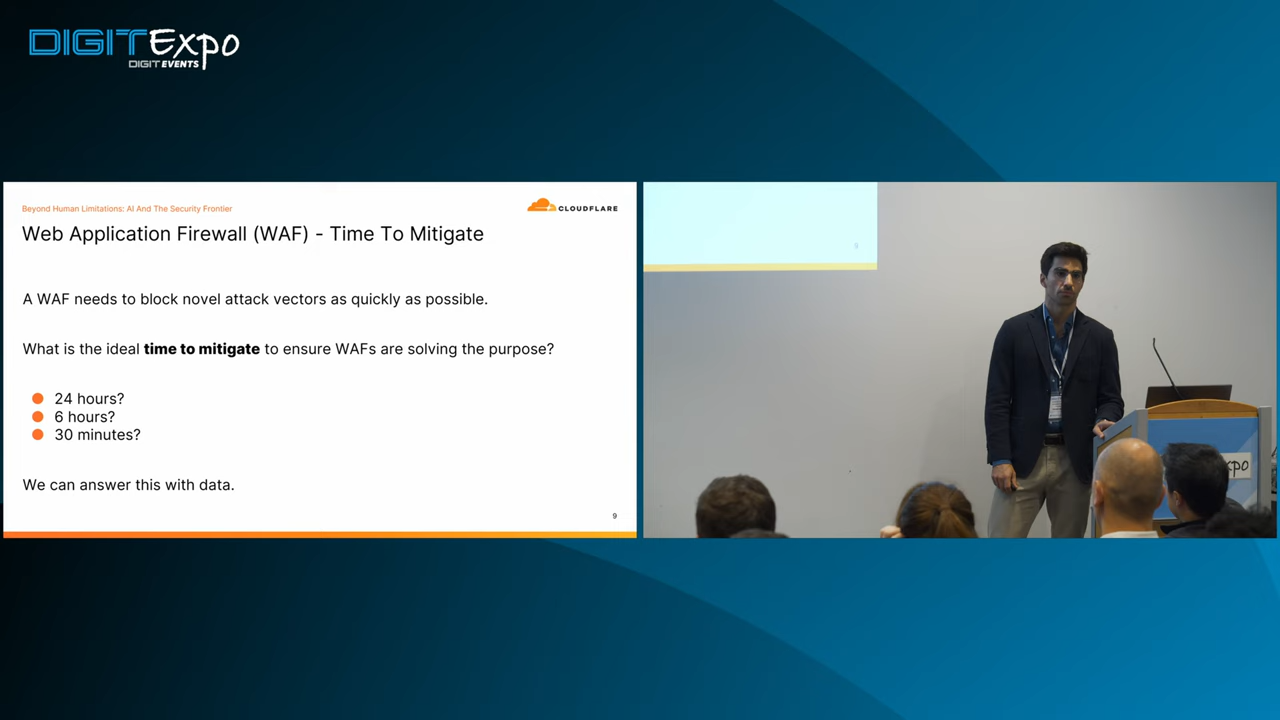 DIGIT Expo
DIGIT EVENTS
Beyond Human Limitations: AI And The Security Frontier
CLOUDFLARE
Web Application Firewall (WAF) - Time To Mitigate
A WAF needs to block novel attack vectors as quickly as possible.
What is the ideal time to mitigate to ensure WAFs are solving the purpose?
24 hours?
6 hours?
30 minutes?
We can answer this with data.
9
9
xpo